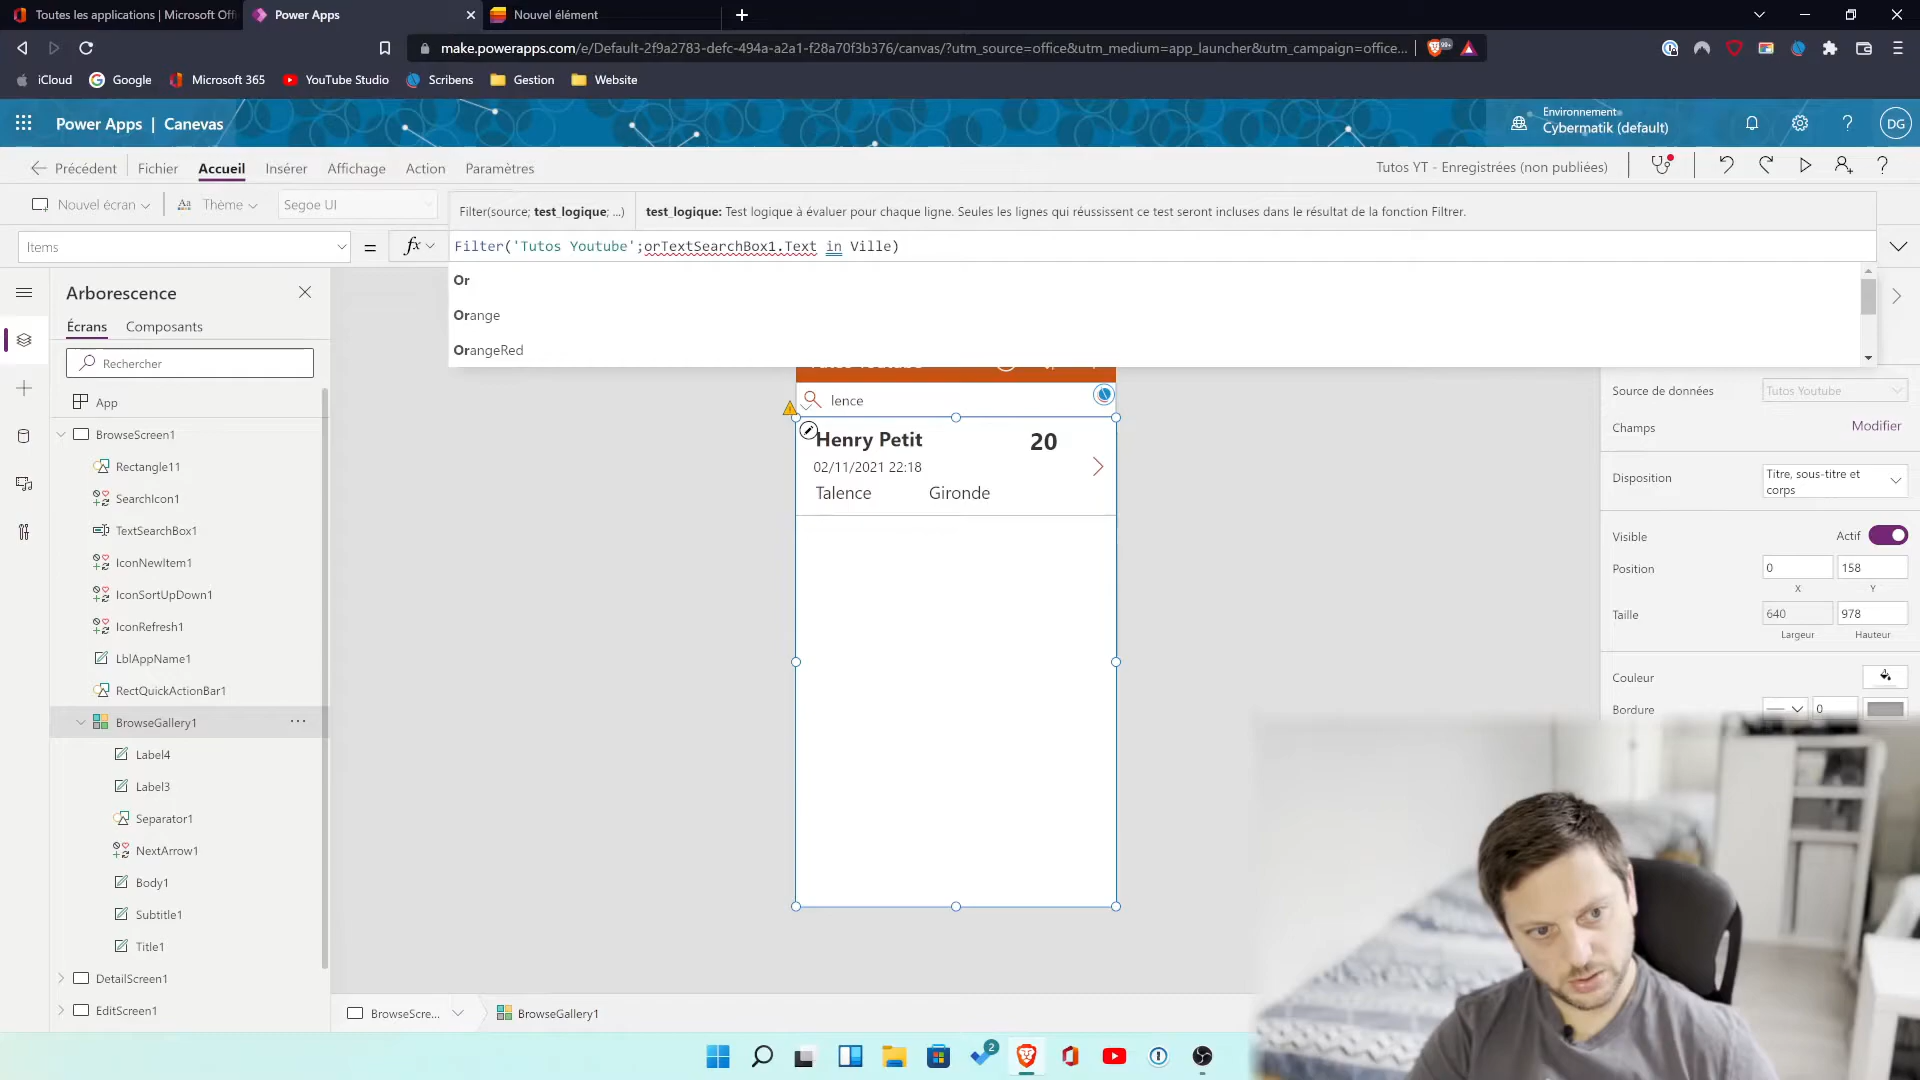 Toutes les applications | Microsoft Offi
Power Apps
Nouvel élément
make.powerapps.com/e/Default-2f9a2783-defc-494a-a2a1-f28a70f3b376/canvas/?utm_source=office&utm_medium=app_launcher&utm_campaign=office...
99+
iCloud
Google
Microsoft 365
YouTube Studio
Scribens
Gestion
Website
Power Apps | Canevas
Environnement
Cybermatik (default)
DG
Précédent
Fichier
Accueil
Insérer
Affichage
Action
Paramètres
Tutos YT - Enregistrées (non publiées)
Nouvel écran
Thème
Segoe UI
Filter(source; test_logique; ...)
test_logique: Test logique à évaluer pour chaque ligne. Seules les lignes qui réussissent ce test seront incluses dans le résultat de la fonction Filtrer.
Items
=
fx
Filter('Tutos Youtube';orTextSearchBox1.Text in Ville)
Or
Orange
OrangeRed
Arborescence
Écrans
Composants
Rechercher
App
BrowseScreen1
Rectangle11
SearchIcon1
TextSearchBox1
IconNewItem1
IconSortUpDown1
IconRefresh1
LblAppName1
RectQuickActionBar1
BrowseGallery1
Label4
Label3
Separator1
NextArrow1
Body1
Subtitle1
Title1
DetailScreen1
EditScreen1
lence
Henry Petit
20
02/11/2021 22:18
Talence
Gironde
Source de données
Tutos Youtube
Champs
Modifier
Disposition
Titre, sous-titre et
corps
Visible
Actif
Position
0
158
X
Y
Taille
640
978
Largeur
Hauteur
Couleur
Bordure
0
BrowseScre...
BrowseGallery1
2